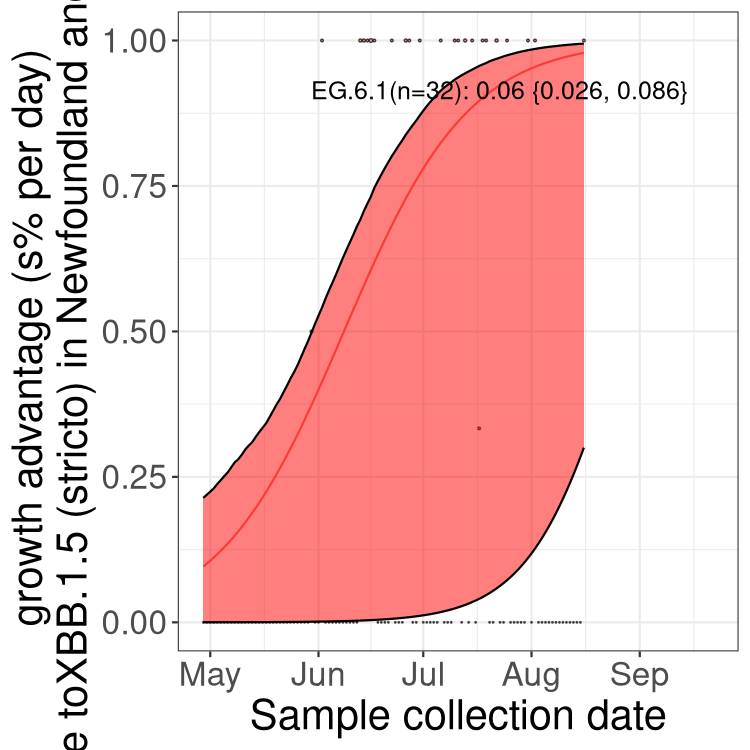 growth advantage (s% per day)
toXBB.1.5 (stricto) in Newfoundland
1.00
0.75
0.50
0.25
0.00
EG.6.1(n=32): 0.06 {0.026, 0.086}
May Jun Jul Aug Sep
Sample collection date